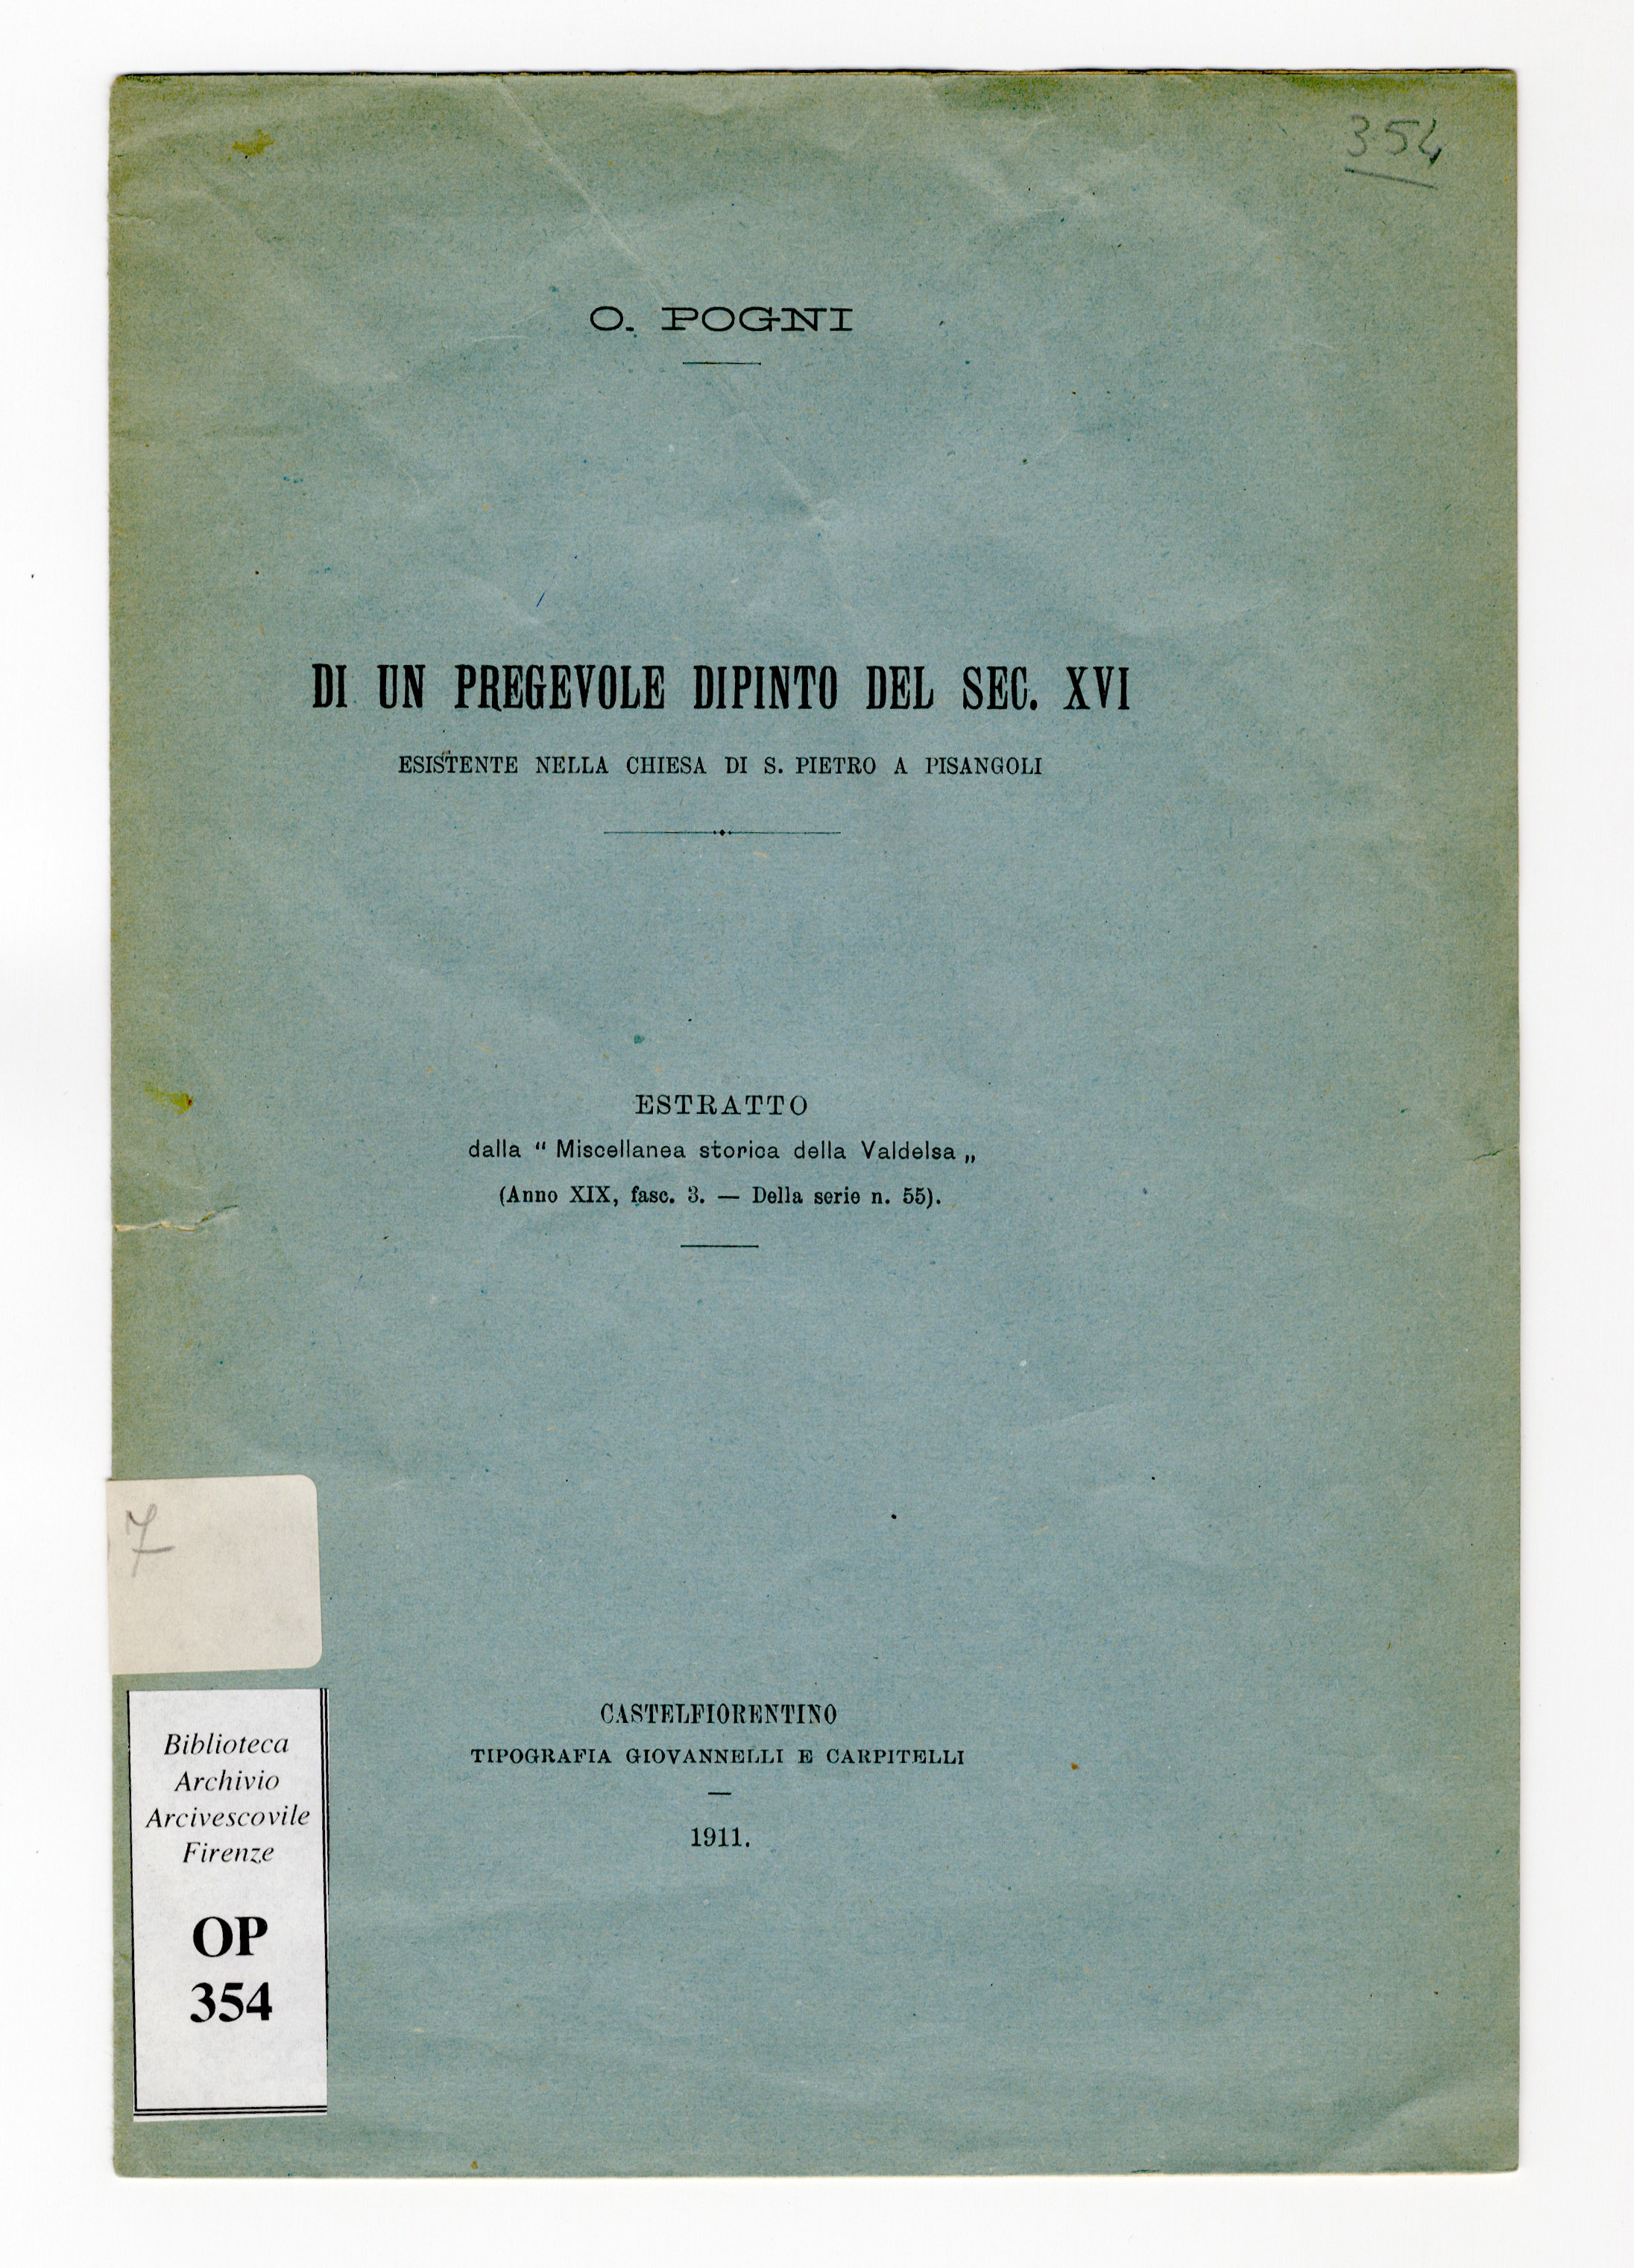 354
O. POGNI
DI UN PREGEVOLE DIPINTO DEL SEC. XVI
ESISTENTE NELLA CHIESA DI S. PIETRO A PISANGOLI
ESTRATTO
dalla “ Miscellanea storica della Valdelsa „
(Anno XIX, fasc. 3. — Della serie n. 55).
7
CASTELFIORENTINO
TIPOGRAFIA GIOVANNELLI E CARPITELLI
1911.
Biblioteca
Archivio
Arcivescovile
Firenze
OP
354